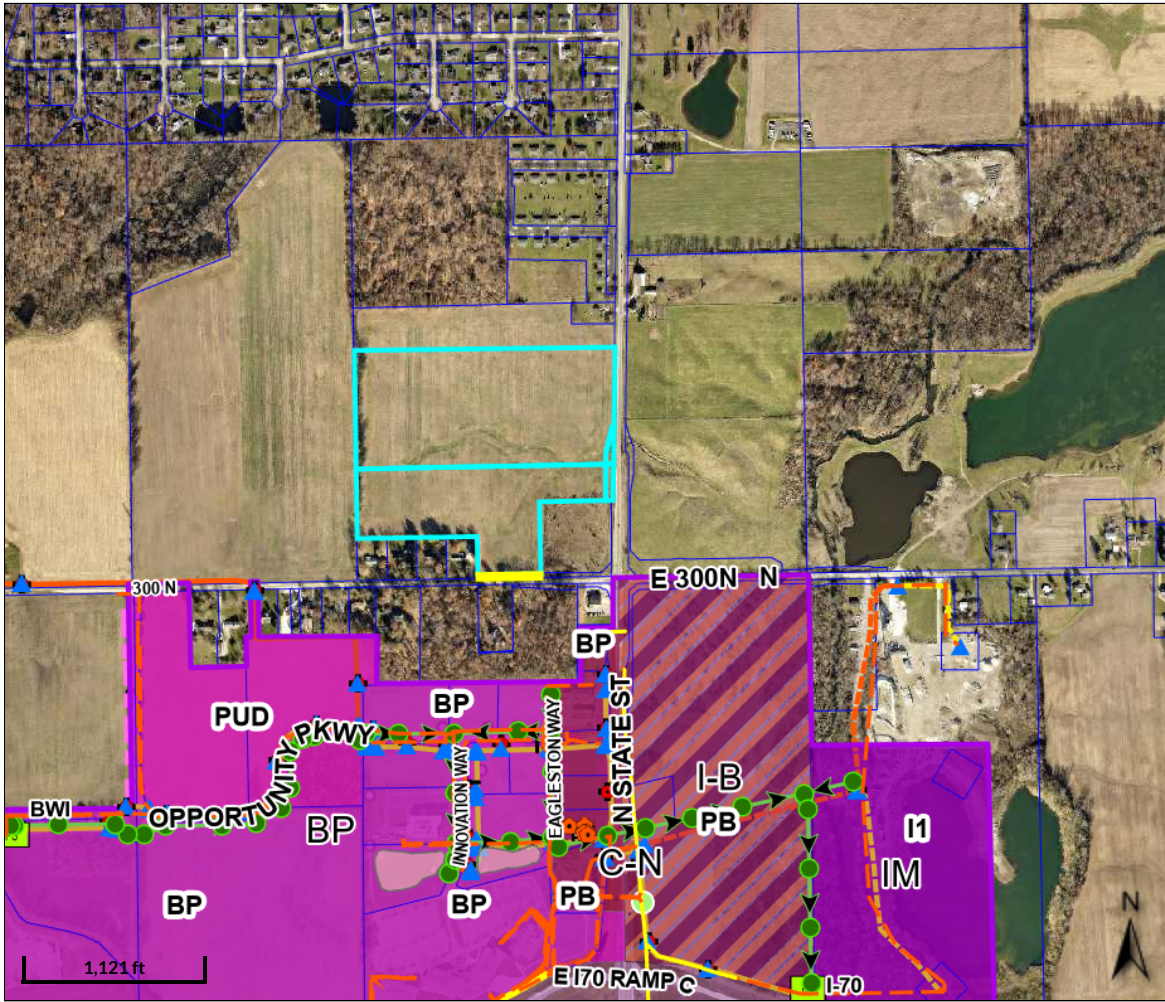 300 N
E 300N N
BP
BP
PUD
OPPORTUNITY PKWY
INNOVATION WAY
EAGLESTON WAY
N STATE ST
I-B
PB
BWI
BP
C-N
I1
IM
BP
BP
PB
E I70 RAMP C
I-70
1,121 ft
N